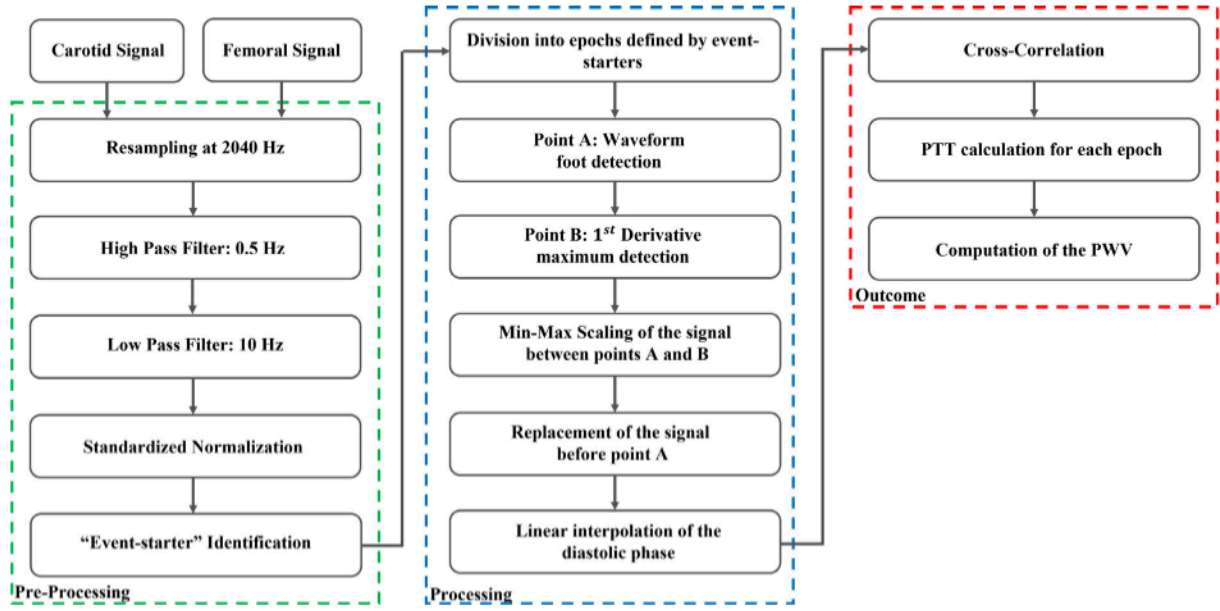 Carotid Signal
Femoral Signal
Resampling at 2040 Hz
High Pass Filter: 0.5 Hz
Low Pass Filter: 10 Hz
Standardized Normalization
“Event-starter” Identification
Pre-Processing
Division into epochs defined by event-
starters
Point A: Waveform
foot detection
Point B: 1st Derivative
maximum detection
Min-Max Scaling of the signal
between points A and B
Replacement of the signal
before point A
Linear interpolation of the
diastolic phase
Processing
Cross-Correlation
PTT calculation for each epoch
Computation of the PWV
Outcome